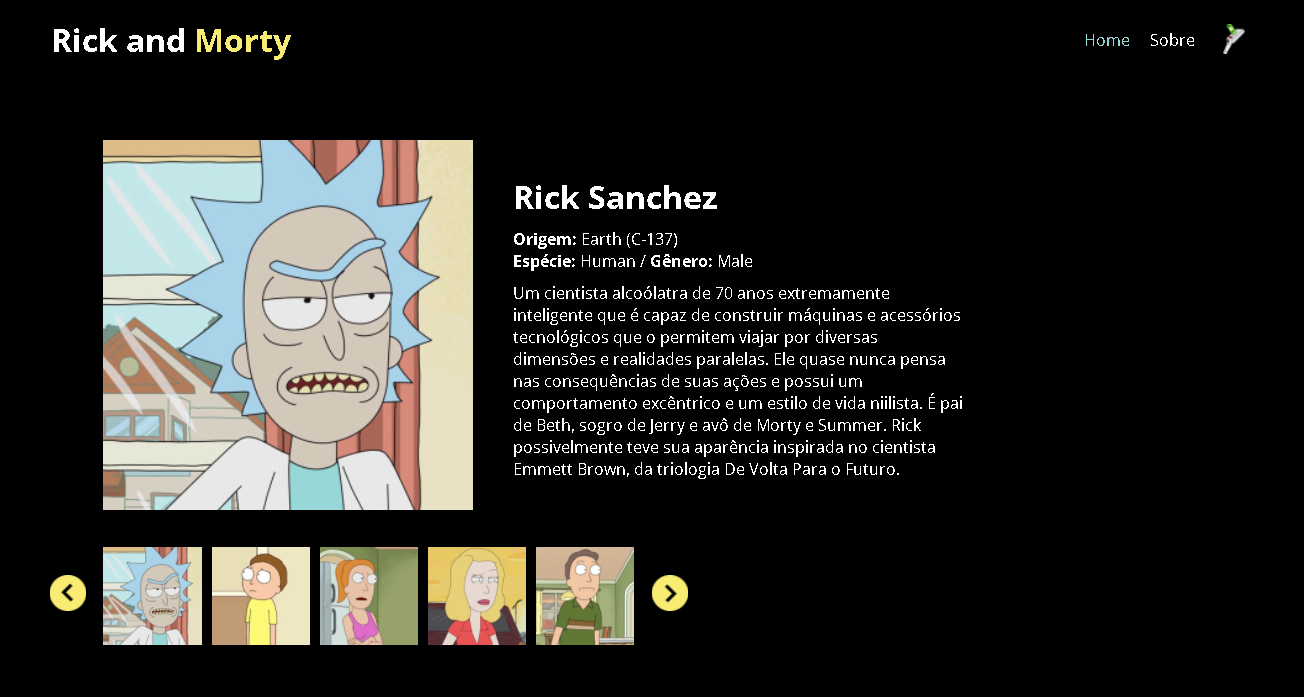 Rick and Morty
Home
Sobre
Rick Sanchez
Origem: Earth (C-137)
Espécie: Human / Gênero: Male
Um cientista alcoólatra de 70 anos extremamente
inteligente que é capaz de construir máquinas e acessórios
tecnológicos que o permitem viajar por diversas
dimensões e realidades paralelas. Ele quase nunca pensa
nas consequências de suas ações e possui um
comportamento excêntrico e um estilo de vida niilista. É pai
de Beth, sogro de Jerry e avô de Morty e Summer. Rick
possivelmente teve sua aparência inspirada no cientista
Emmett Brown, da triologia De Volta Para o Futuro.